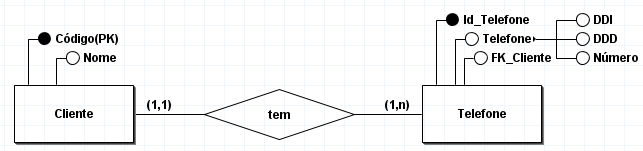 Código(PK)
Nome
Cliente
(1,1)
tem
(1,n)
Id_Telefone
Telefone
FK_Cliente
DDI
DDD
Número
Telefone